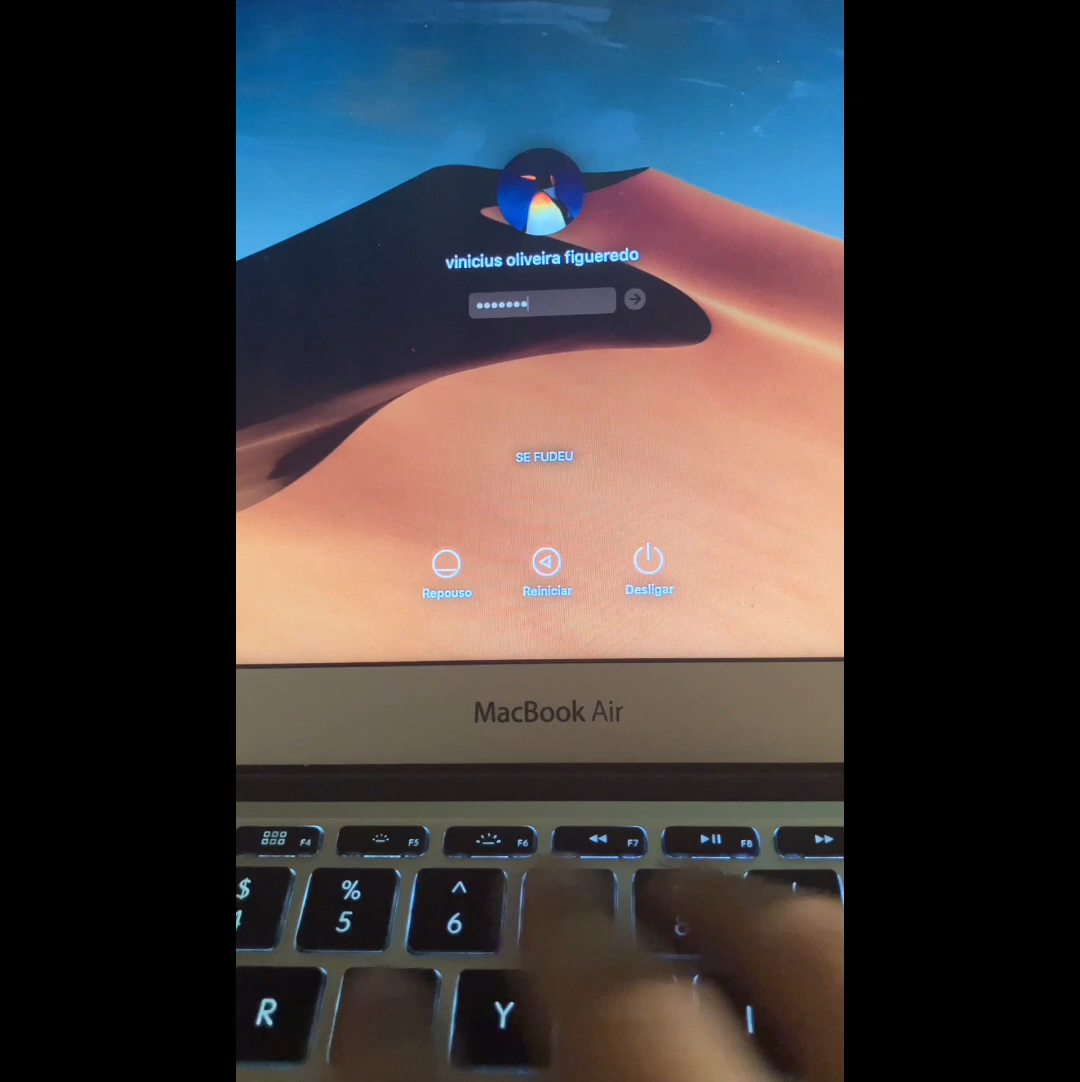 vinicius oliveira figueredo
SE FUDEU
Repouso
Reiniciar
Desligar
MacBook Air
F4
F5
F6
F7
F8
$
%
5
^
6
R
Y
I